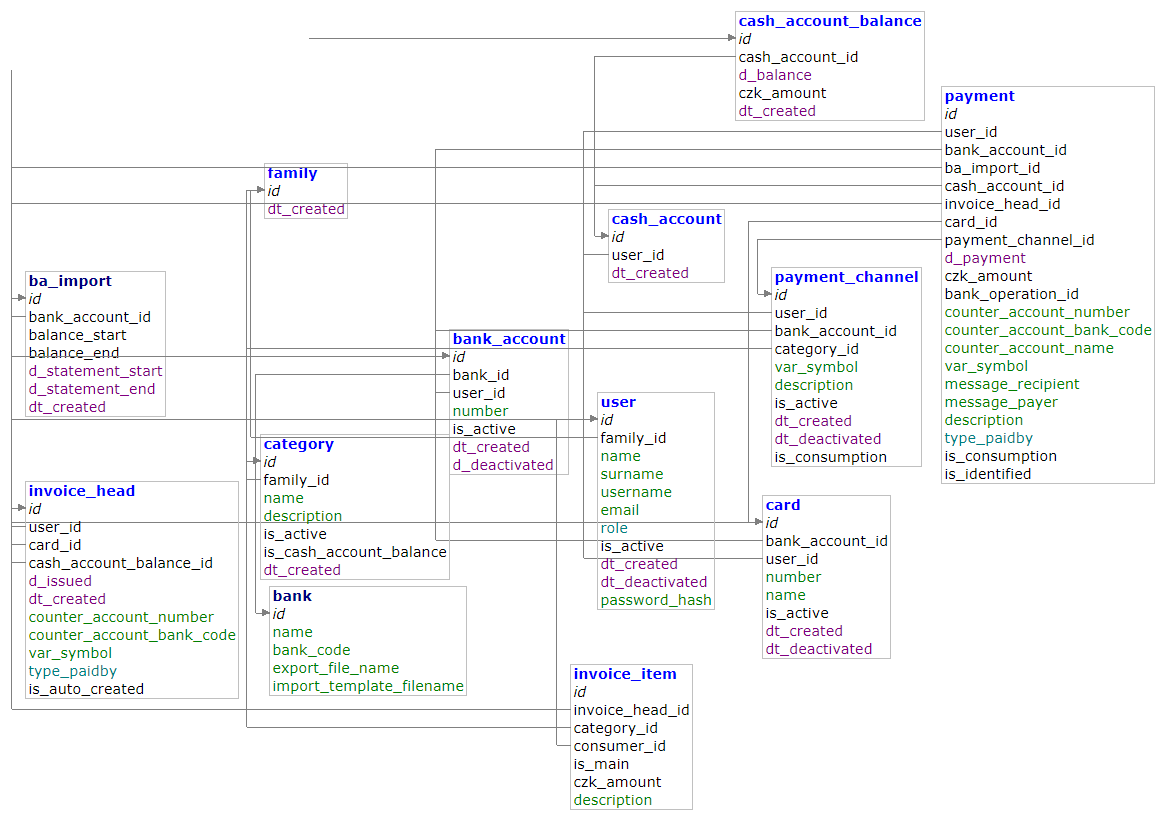 cash_account_balance
id
cash_account_id
d_balance
czk_amount
dt_created
payment
id
user_id
bank_account_id
ba_import_id
cash_account_id
invoice_head_id
card_id
payment_channel_id
d_payment
czk_amount
bank_operation_id
counter_account_number
counter_account_bank_code
counter_account_name
var_symbol
message_recipient
message_payer
description
type_paidby
is_consumption
is_identified
family
id
dt_created
cash_account
id
user_id
dt_created
ba_import
id
bank_account_id
balance_start
balance_end
d_statement_start
d_statement_end
dt_created
payment_channel
id
user_id
bank_account_id
category_id
var_symbol
description
is_active
dt_created
dt_deactivated
is_consumption
bank_account
id
bank_id
user_id
number
is_active
dt_created
d_deactivated
user
id
family_id
name
surname
username
email
role
is_active
dt_created
dt_deactivated
password_hash
category
id
family_id
name
description
is_active
is_cash_account_balance
dt_created
invoice_head
id
user_id
card_id
cash_account_balance_id
d_issued
dt_created
counter_account_number
counter_account_bank_code
var_symbol
type_paidby
is_auto_created
card
id
bank_account_id
user_id
number
name
is_active
dt_created
dt_deactivated
bank
id
name
bank_code
export_file_name
import_template_filename
invoice_item
id
invoice_head_id
category_id
consumer_id
is_main
czk_amount
description